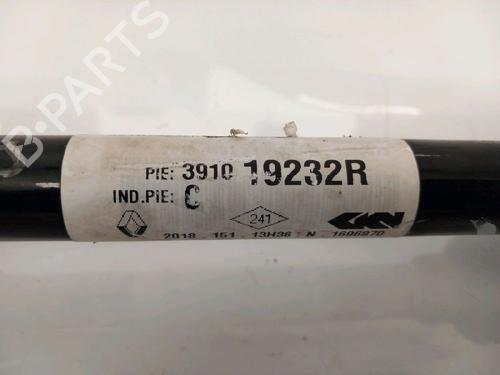 B-PARTS
PIE: 3910 19232R
IND.PIE: C
241 GKN
2018 . 151 . 13H36 . N 1696870